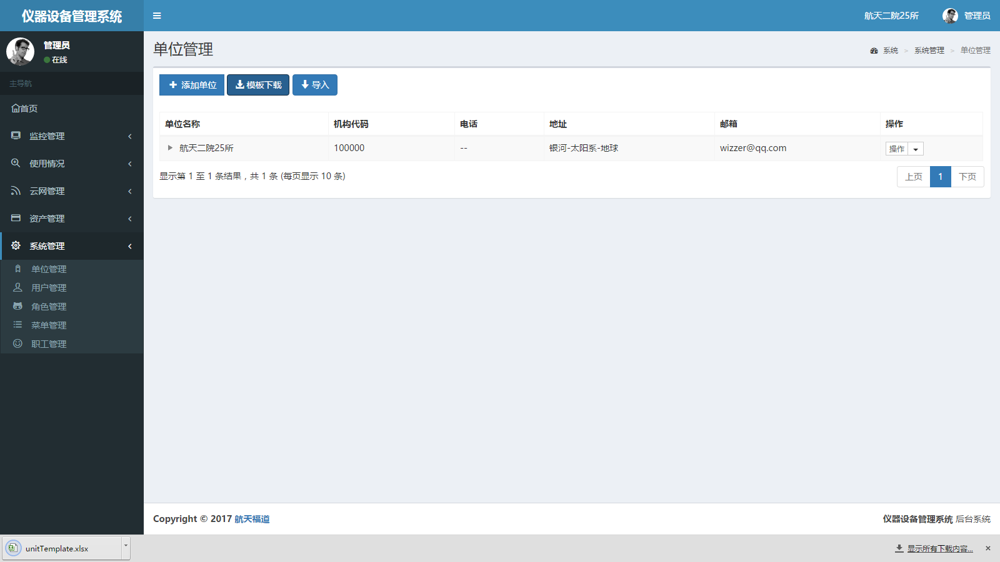 仪器设备管理系统
航天二院25所
管理员
管理员
在线
主导航
首页
监控管理
使用情况
云网管理
资产管理
系统管理
单位管理
用户管理
角色管理
菜单管理
职工管理
单位管理
系统 > 系统管理 > 单位管理
添加单位 模板下载 导入
单位名称 机构代码 电话 地址 邮箱 操作
航天二院25所 100000 -- 银河-太阳系-地球 wizzer@qq.com 操作
显示第 1 至 1 条结果，共 1 条 (每页显示 10 条)
上页 1 下页
Copyright © 2017 航天福道
仪器设备管理系统 后台系统
unitTemplate.xlsx
显示所有下载内容...